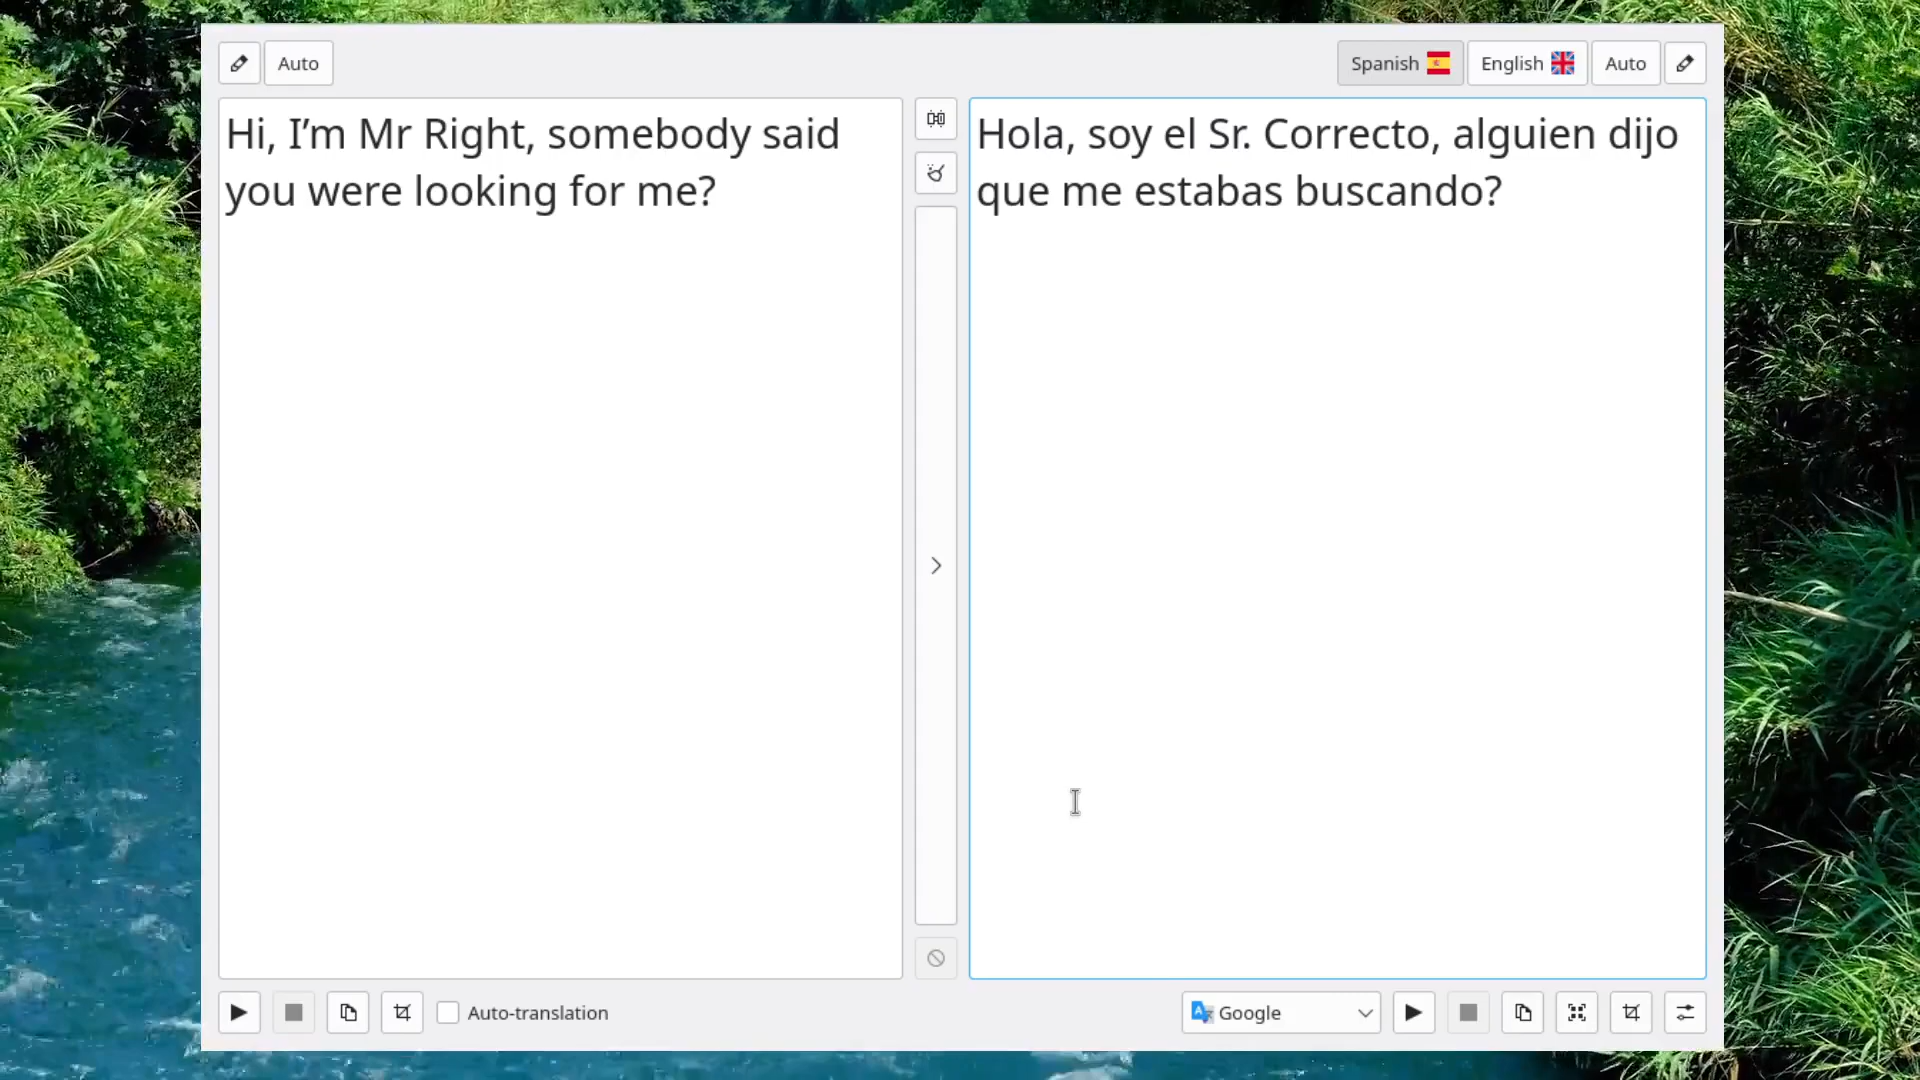 Auto
Spanish
English
Auto
Hi, I’m Mr Right, somebody said
you were looking for me?
Hola, soy el Sr. Correcto, alguien dijo
que me estabas buscando?
Auto-translation
Google